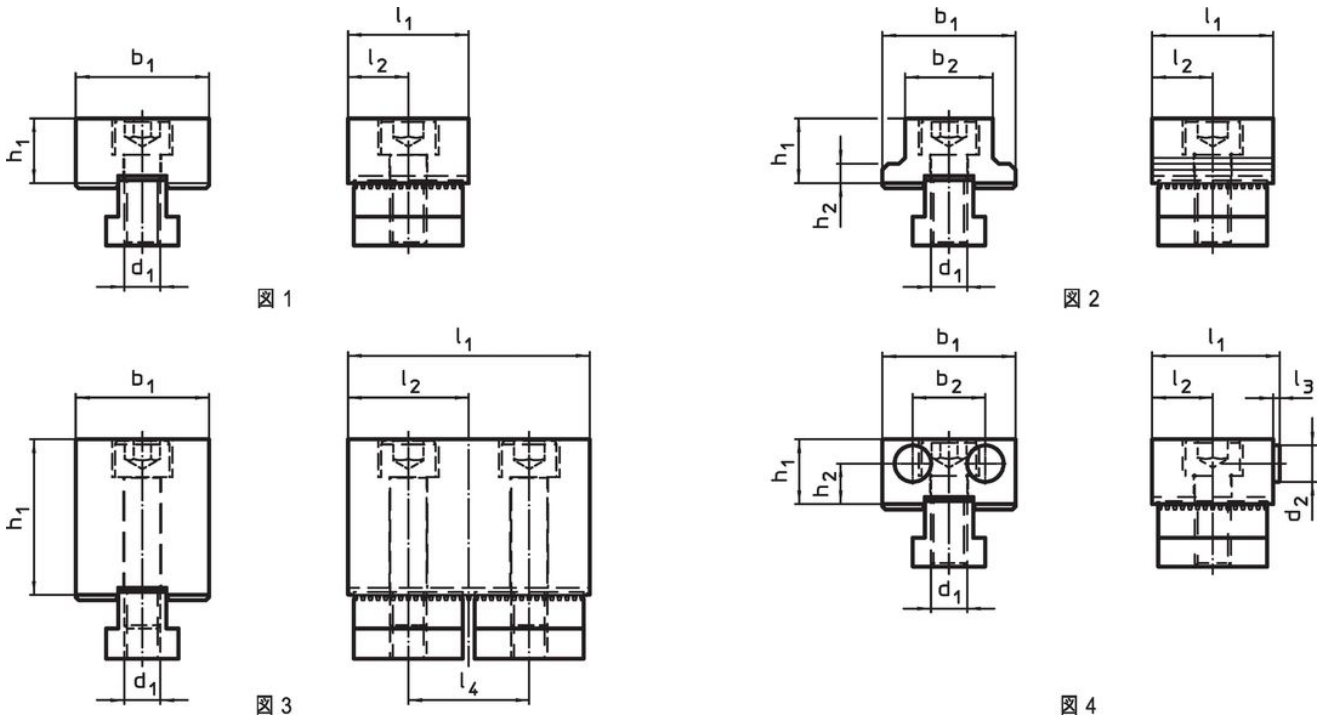 b₁
h₁
d₁
l₁
l₂
図 1
b₁
b₂
h₁
h₂
d₁
l₁
l₂
図 2
b₁
h₁
d₁
l₁
l₂
l₄
図 3
b₁
b₂
h₁
h₂
d₁
l₁
l₂
l₃
d₂
図 4